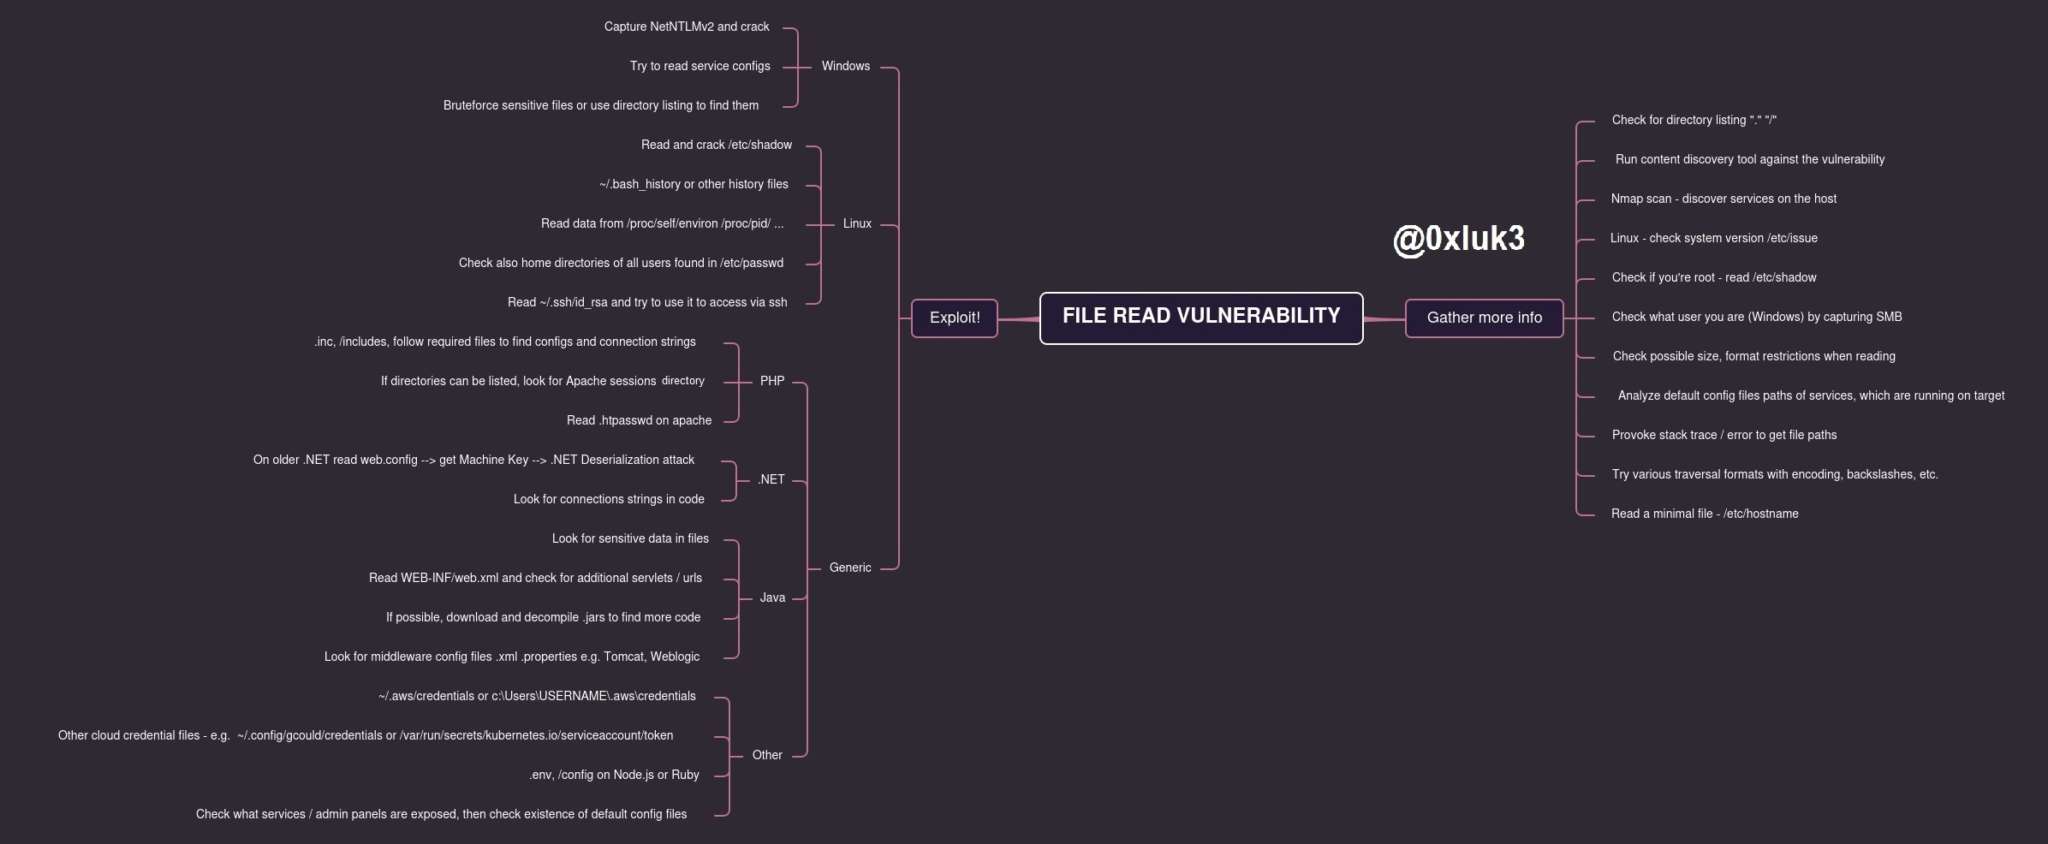 Capture NetNTLMv2 and crack
Try to read service configs
Windows
Bruteforce sensitive files or use directory listing to find them
Read and crack /etc/shadow
~/.bash_history or other history files
Read data from /proc/self/environ /proc/pid/ ...
Linux
Check also home directories of all users found in /etc/passwd
Read ~/.ssh/id_rsa and try to use it to access via ssh
Exploit!
.inc, /includes, follow required files to find configs and connection strings
If directories can be listed, look for Apache sessions directory
PHP
Read .htpasswd on apache
On older .NET read web.config --> get Machine Key --> .NET Deserialization attack
.NET
Look for connections strings in code
Look for sensitive data in files
Generic
Read WEB-INF/web.xml and check for additional servlets / urls
Java
If possible, download and decompile .jars to find more code
Look for middleware config files .xml .properties e.g. Tomcat, Weblogic
~/.aws/credentials or c:\Users\USERNAME\.aws\credentials
Other cloud credential files - e.g. ~/.config/gcould/credentials or /var/run/secrets/kubernetes.io/serviceaccount/token
Other
.env, /config on Node.js or Ruby
Check what services / admin panels are exposed, then check existence of default config files
FILE READ VULNERABILITY
@0xluk3
Gather more info
Check for directory listing "." "/"
Run content discovery tool against the vulnerability
Nmap scan - discover services on the host
Linux - check system version /etc/issue
Check if you're root - read /etc/shadow
Check what user you are (Windows) by capturing SMB
Check possible size, format restrictions when reading
Analyze default config files paths of services, which are running on target
Provoke stack trace / error to get file paths
Try various traversal formats with encoding, backslashes, etc.
Read a minimal file - /etc/hostname